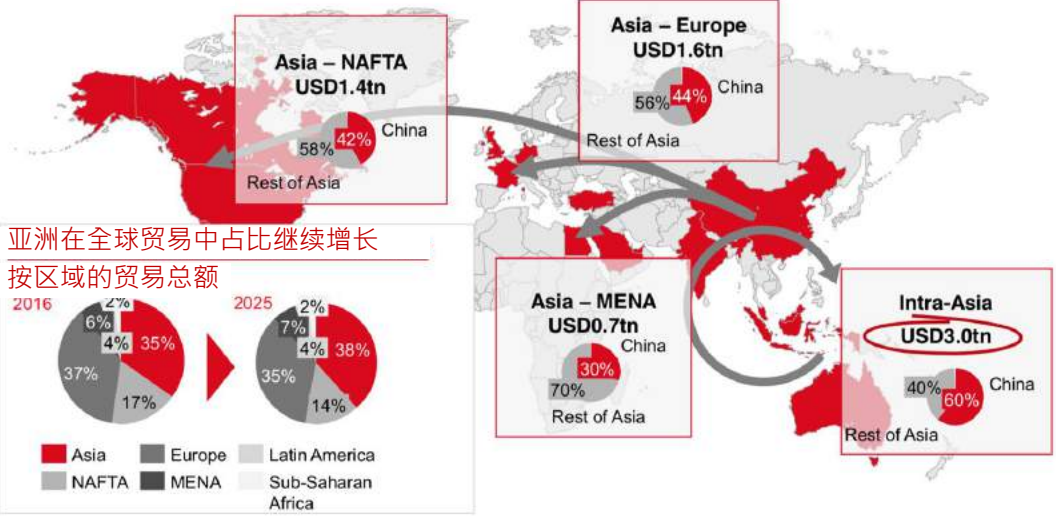 Asia – NAFTA
USD1.4tn
42%
China
58%
Rest of Asia
Asia – Europe
USD1.6tn
56%
44%
China
Rest of Asia
亚洲在全球贸易中占比继续增长
按区域的贸易总额
2016
2%
6%
4%
35%
37%
17%
2025
2%
7%
4%
38%
35%
14%
Asia
Europe
Latin America
NAFTA
MENA
Sub-Saharan
Africa
Asia – MENA
USD0.7tn
China
30%
70%
Rest of Asia
Intra-Asia
USD3.0tn
40%
China
60%
Rest of Asia